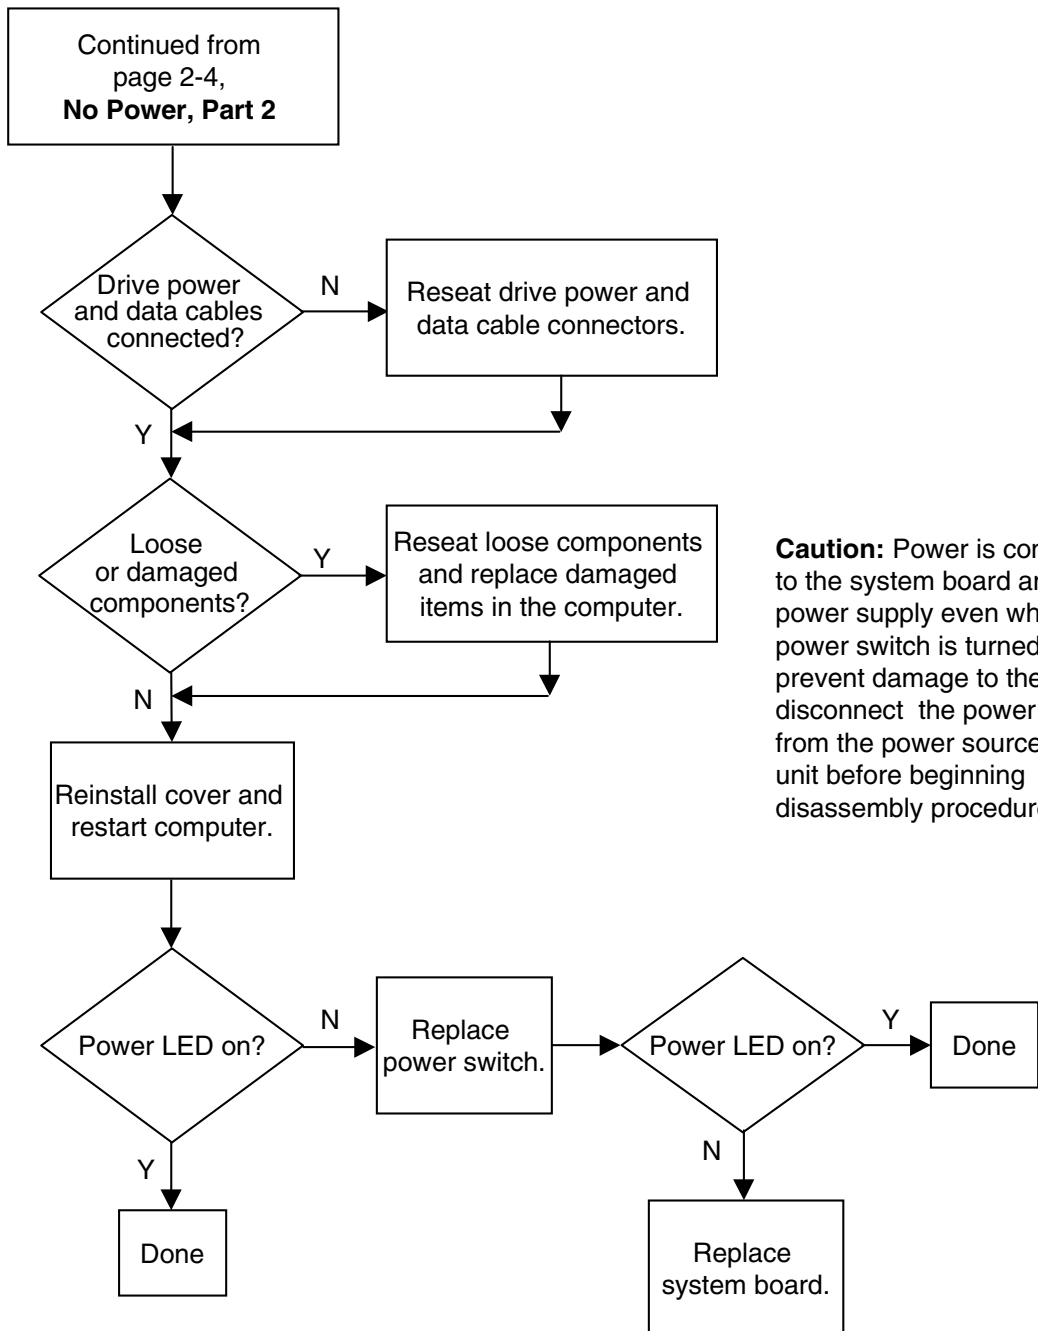 Continued from
page 2-4,
No Power, Part 2
Drive power
and data cables
connected?
N
Reseat drive power and
data cable connectors.
Y
Loose
or damaged
components?
Y
Reseat loose components
and replace damaged
items in the computer.
N
Caution: Power is
to the system board
power supply even
power switch is turned
prevent damage to the
disconnect the power
from the power source
unit before beginning
disassembly
Reinstall cover and
restart computer.
Power LED on?
N
Replace
power switch.
Power LED on?
Y
Done
Y
Done
N
Replace
system board.